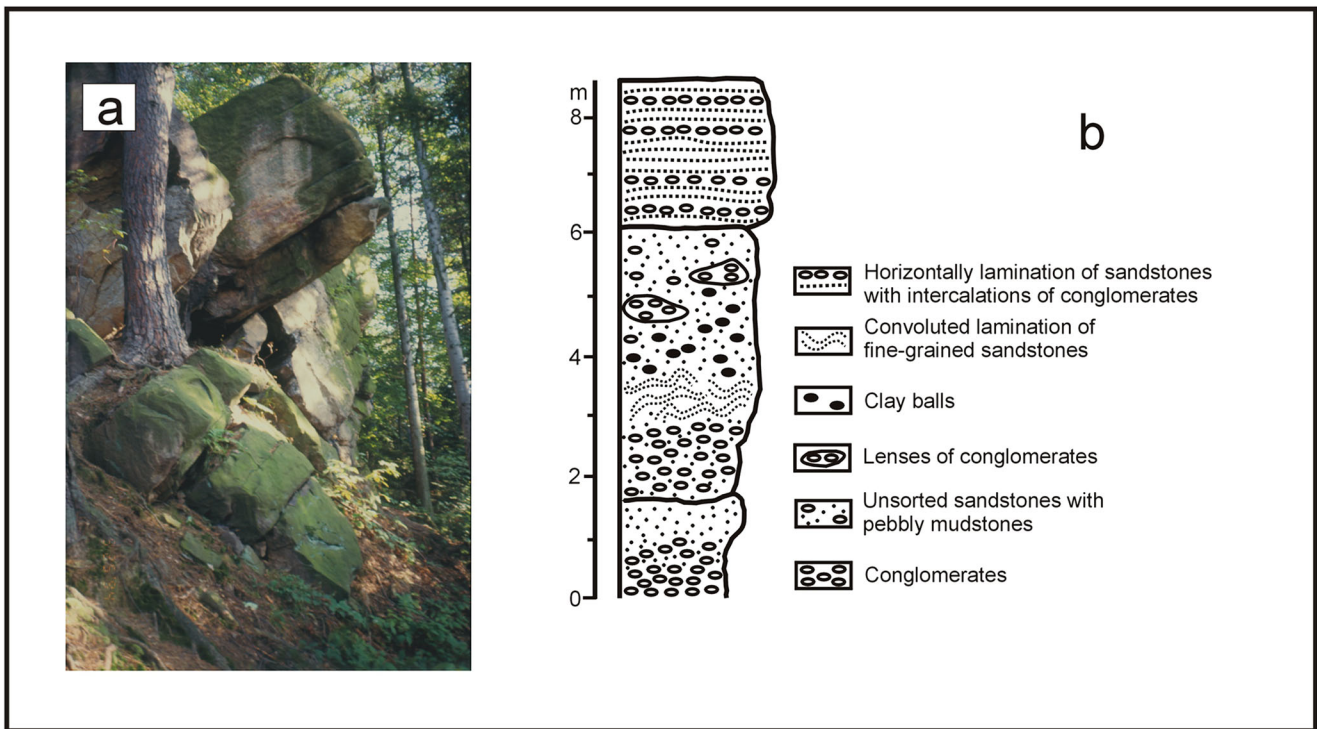 a
b
m
8
6
4
2
0
Horizontally lamination of sandstones
with intercalations of conglomerates
Convoluted lamination of
fine-grained sandstones
Clay balls
Lenses of conglomerates
Unsorted sandstones with
pebbly mudstones
Conglomerates